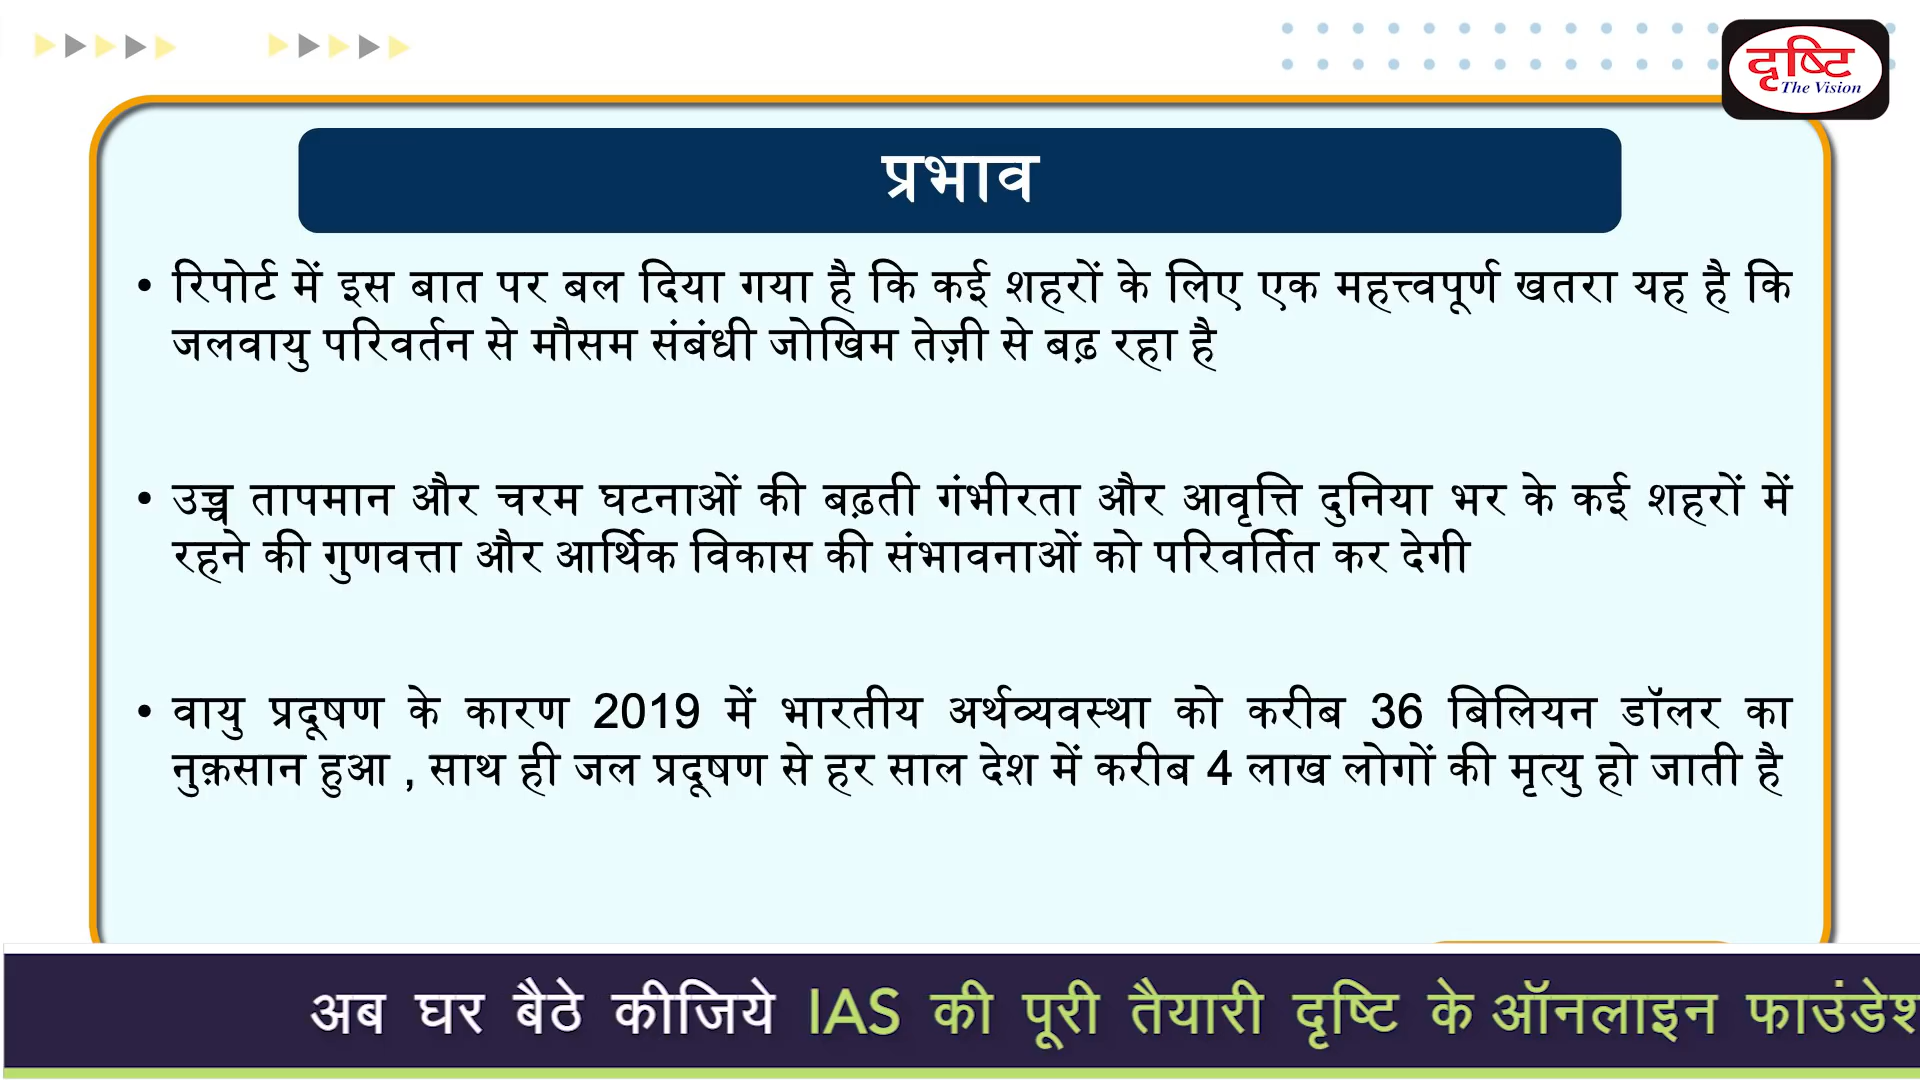 दृष्टि
The Vision
प्रभाव
• रिपोर्ट में इस बात पर बल दिया गया है कि कई शहरों के लिए एक महत्त्वपूर्ण खतरा यह है कि
जलवायु परिवर्तन से मौसम संबंधी जोखिम तेज़ी से बढ़ रहा है
• उच्च तापमान और चरम घटनाओं की बढ़ती गंभीरता और आवृत्ति दुनिया भर के कई शहरों में
रहने की गुणवत्ता और आर्थिक विकास की संभावनाओं को परिवर्तित कर देगी
• वायु प्रदूषण के कारण 2019 में भारतीय अर्थव्यवस्था को करीब 36 बिलियन डॉलर का
नुक़सान हुआ , साथ ही जल प्रदूषण से हर साल देश में करीब 4 लाख लोगों की मृत्यु हो जाती है
अब घर बैठे कीजिये IAS की पूरी तैयारी दृष्टि के ऑनलाइन फाउंडेश